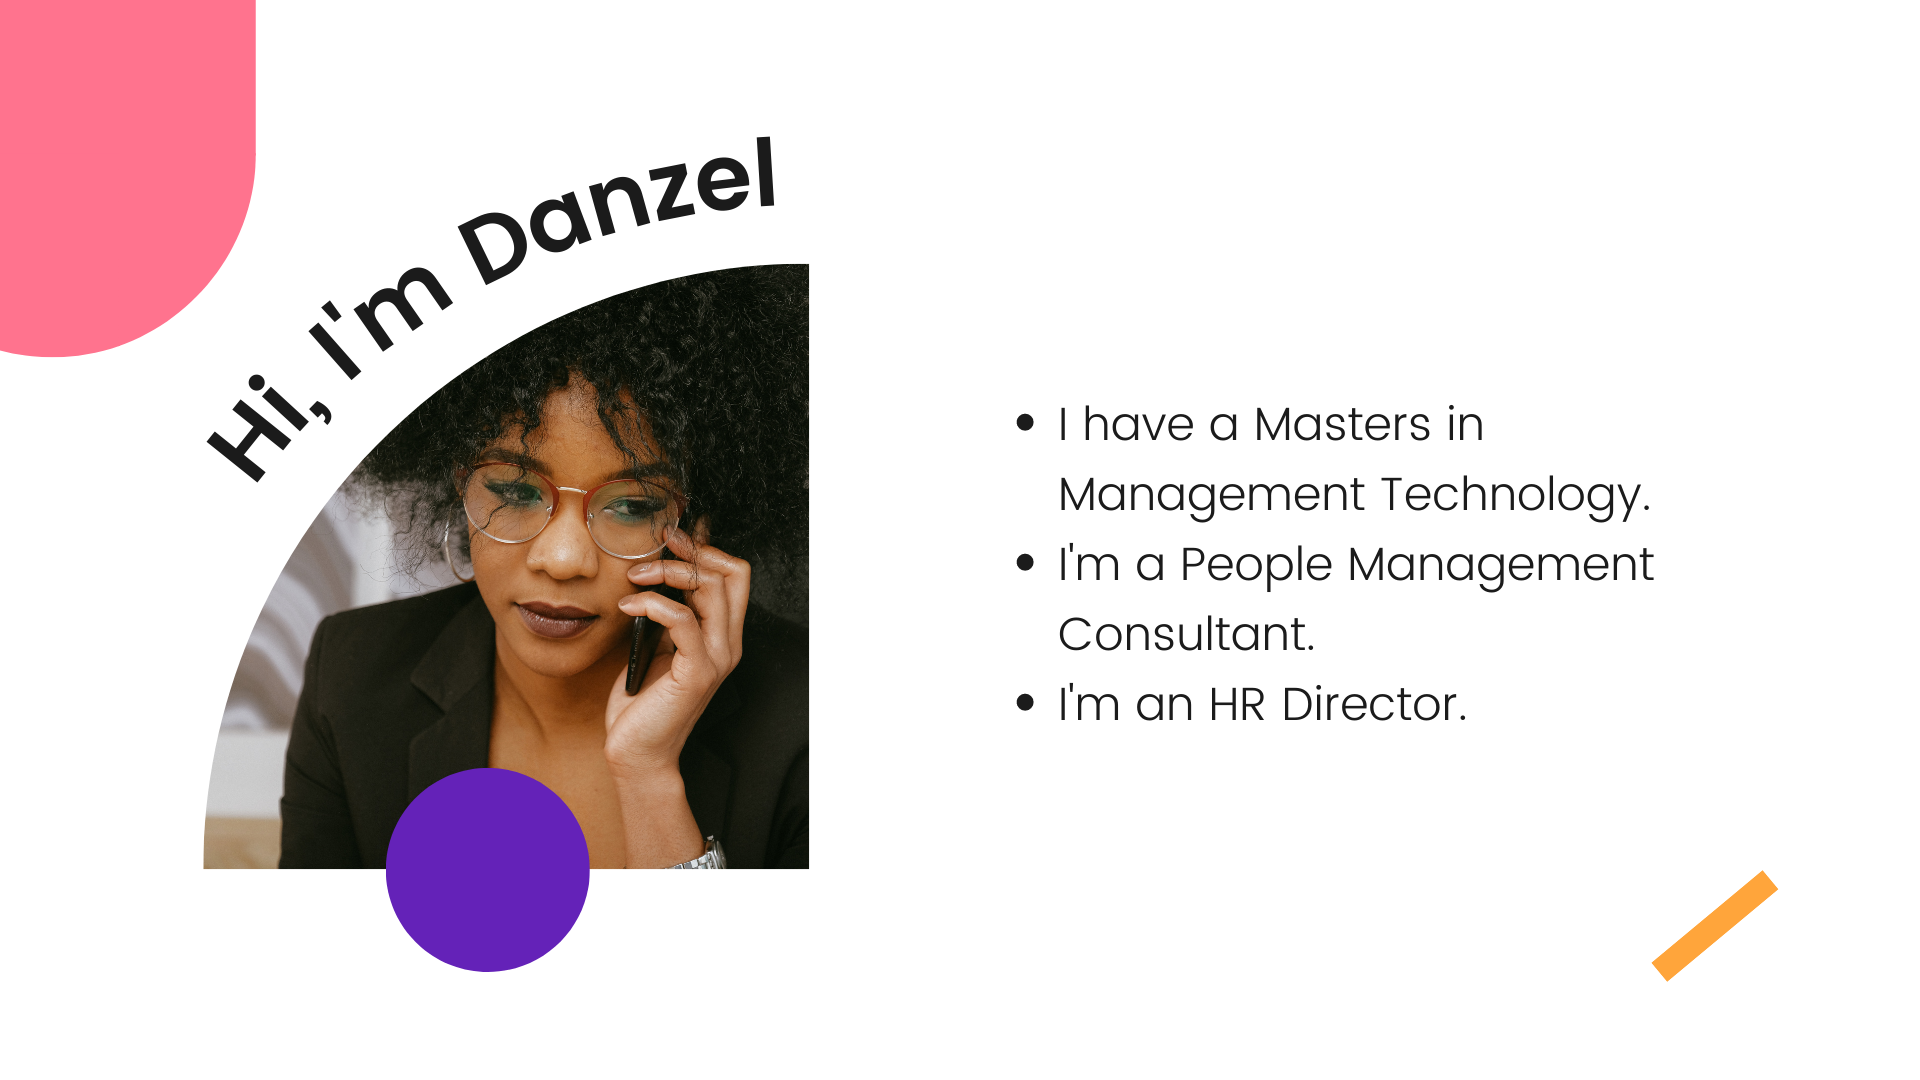 Hi, I'm Danzel
• I have a Masters in
Management Technology.
• I'm a People Management
Consultant.
• I'm an HR Director.